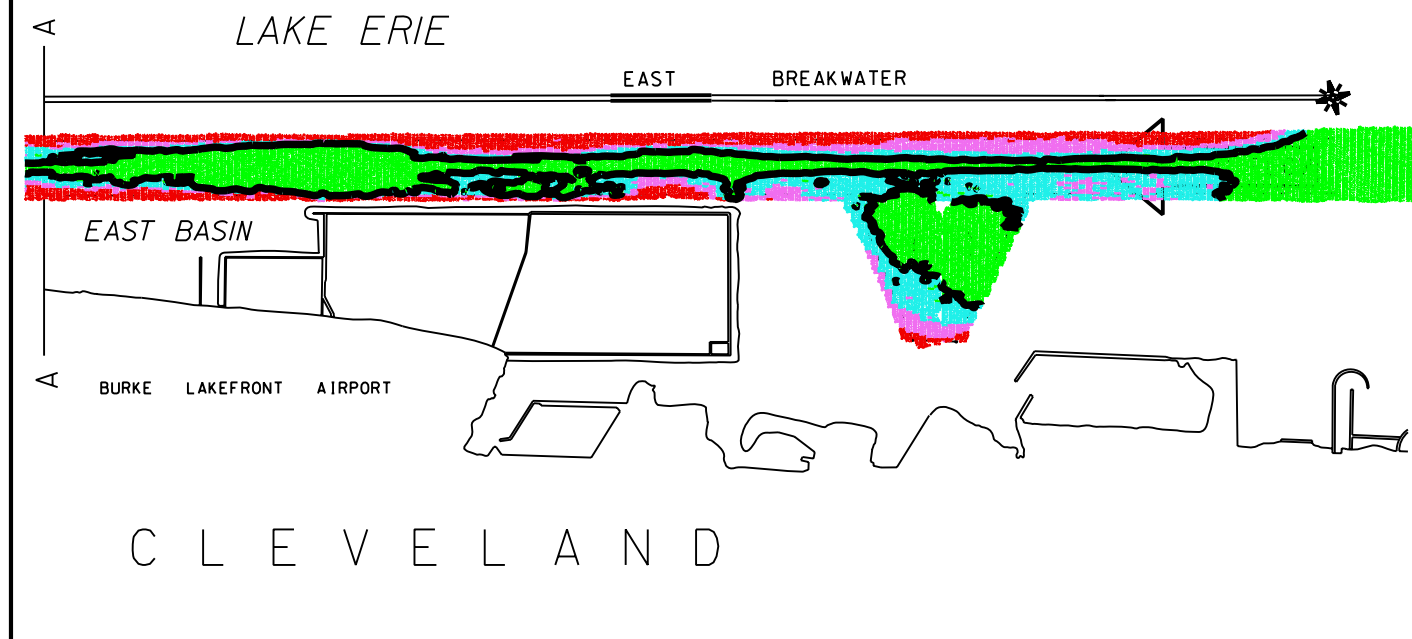 A
LAKE ERIE
EAST BREAKWATER
EAST BASIN
A
BURKE LAKEFRONT AIRPORT
CLEVELAND